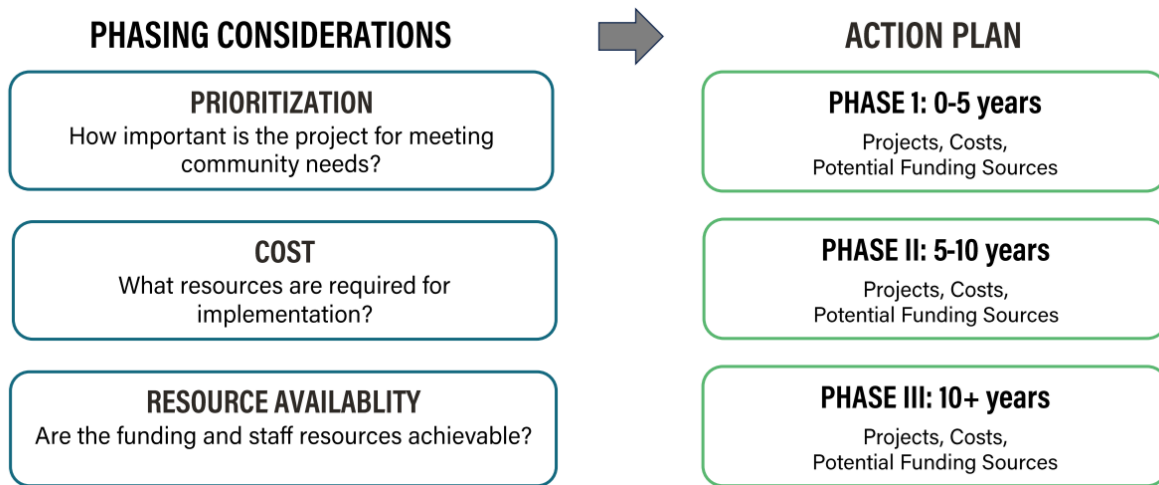 PHASING CONSIDERATIONS
PRIORITIZATION
How important is the project for meeting
community needs?
COST
What resources are required for
implementation?
RESOURCE AVAILABLITY
Are the funding and staff resources achievable?
ACTION PLAN
PHASE 1: 0-5 years
Projects, Costs,
Potential Funding Sources
PHASE II: 5-10 years
Projects, Costs,
Potential Funding Sources
PHASE III: 10+ years
Projects, Costs,
Potential Funding Sources